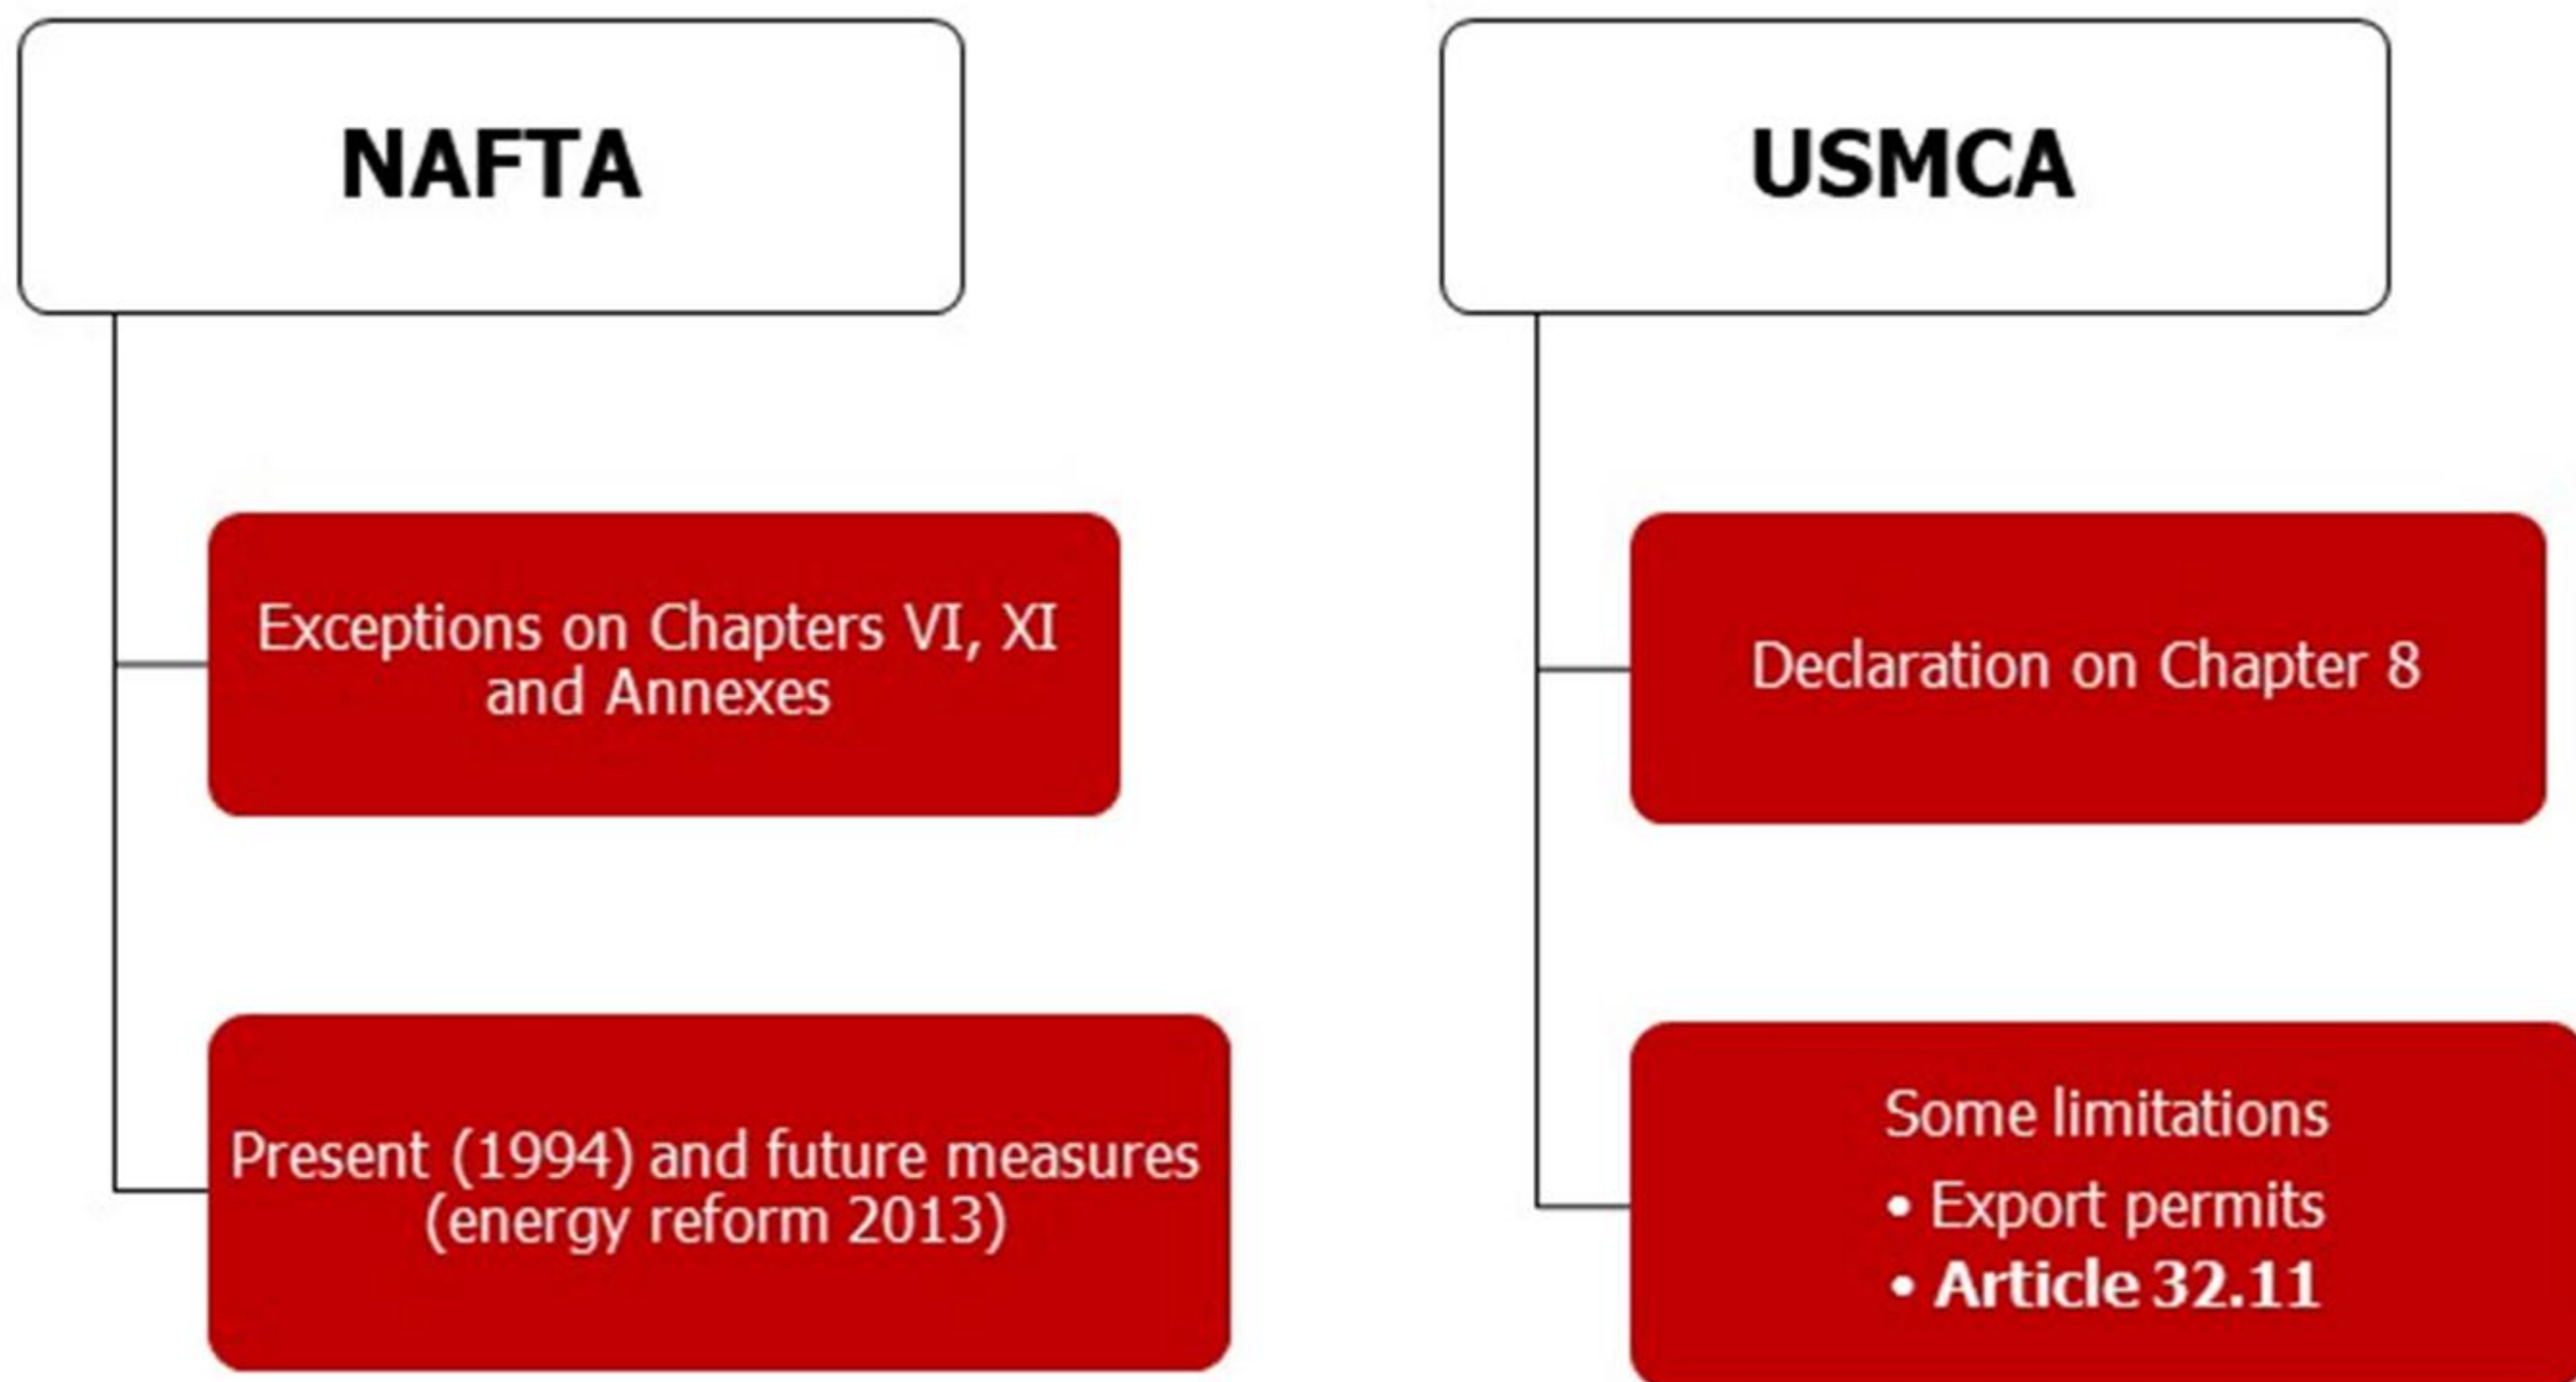 NAFTA
Exceptions on Chapters VI, XI
and Annexes
Present (1994) and future measures
(energy reform 2013)
USMCA
Declaration on Chapter 8
Some limitations
• Export permits
• Article 32.11